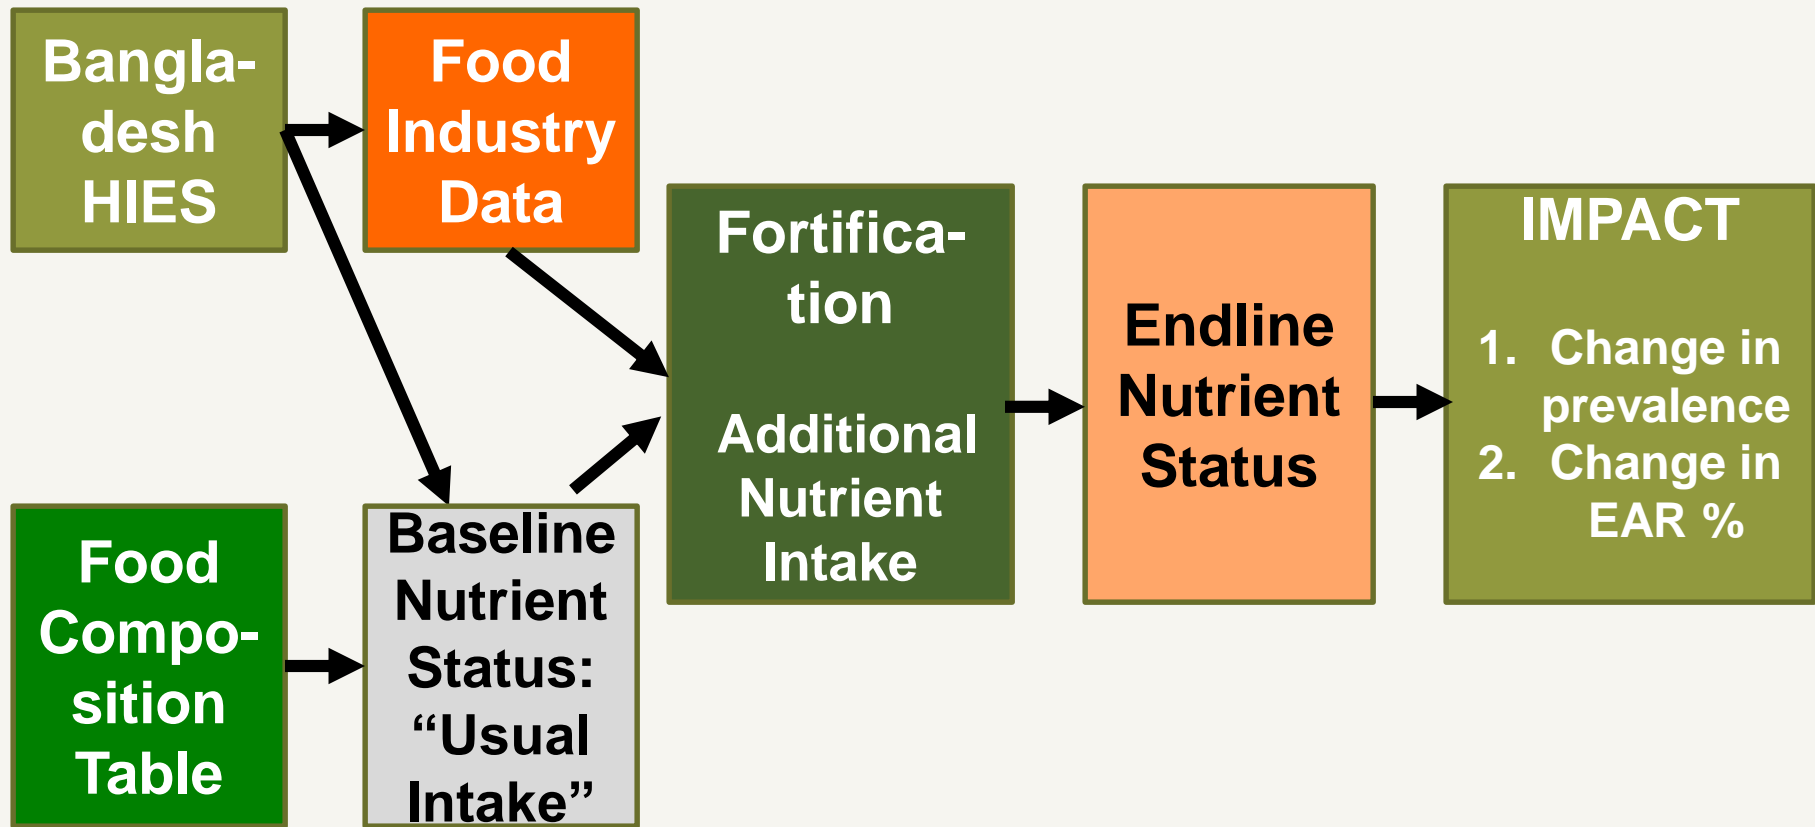 Bangla-
desh
HIES
Food
Industry
Data
Food
Compo-
sition
Table
Baseline
Nutrient
Status:
“Usual
Intake”
Fortifica-
tion
Additional
Nutrient
Intake
Endline
Nutrient
Status
IMPACT
1. Change in
prevalence
2. Change in
EAR %